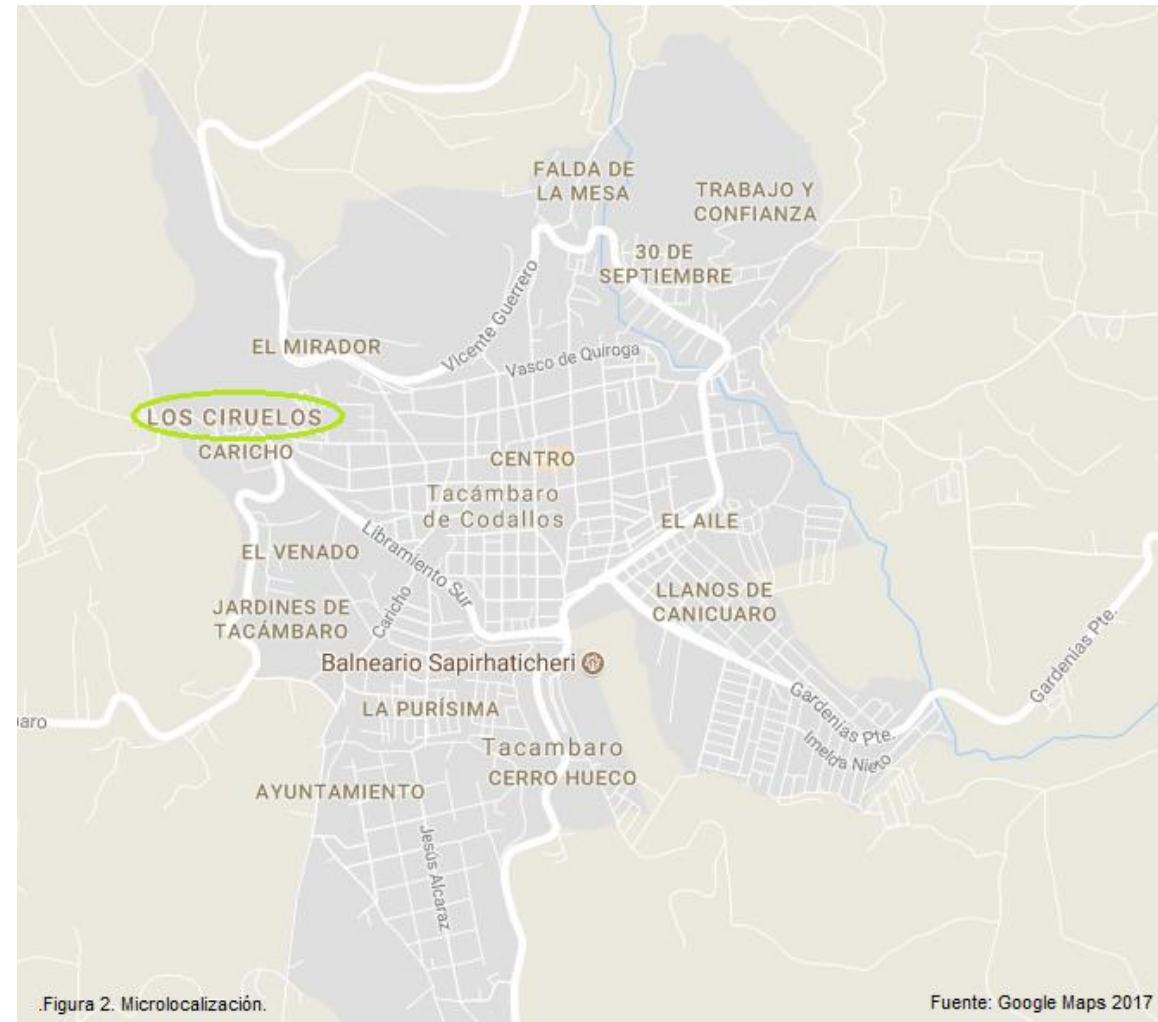 FALDA DE
LA MESA
TRABAJO Y
CONFIANZA
30 DE
SEPTIEMBRE
Vicente Guerrero
EL MIRADOR
Vasco de Quiroga
LOS CIRUELOS
CARICHO
CENTRO
Tacámbaro
de Codallos
EL AILE
Libramiento Sur
EL VENADO
LLANOS DE
CANICUARO
JARDINES DE
TACÁMBARO
Caricho
Gardenias Pte.
Balneario Sapirhaticheri
LA PURÍSIMA
Gardenias Pte.
aro
Imelda Nieto
Tacambaro
CERRO HUECO
AYUNTAMIENTO
Jesús Alcaraz
.Figura 2. Microlocalización.
Fuente: Google Maps 2017